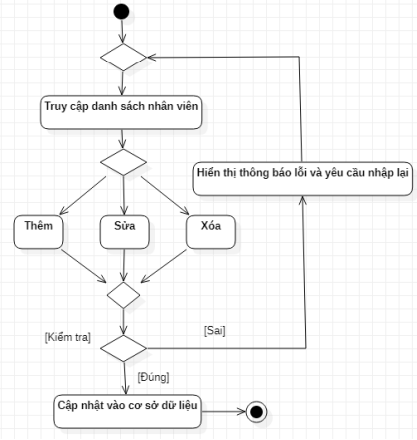 Truy cập danh sách nhân viên
Hiển thị thông báo lỗi và yêu cầu nhập lại
Thêm
Sửa
Xóa
[Kiểm tra]
[Sai]
[Đúng]
Cập nhật vào cơ sở dữ liệu